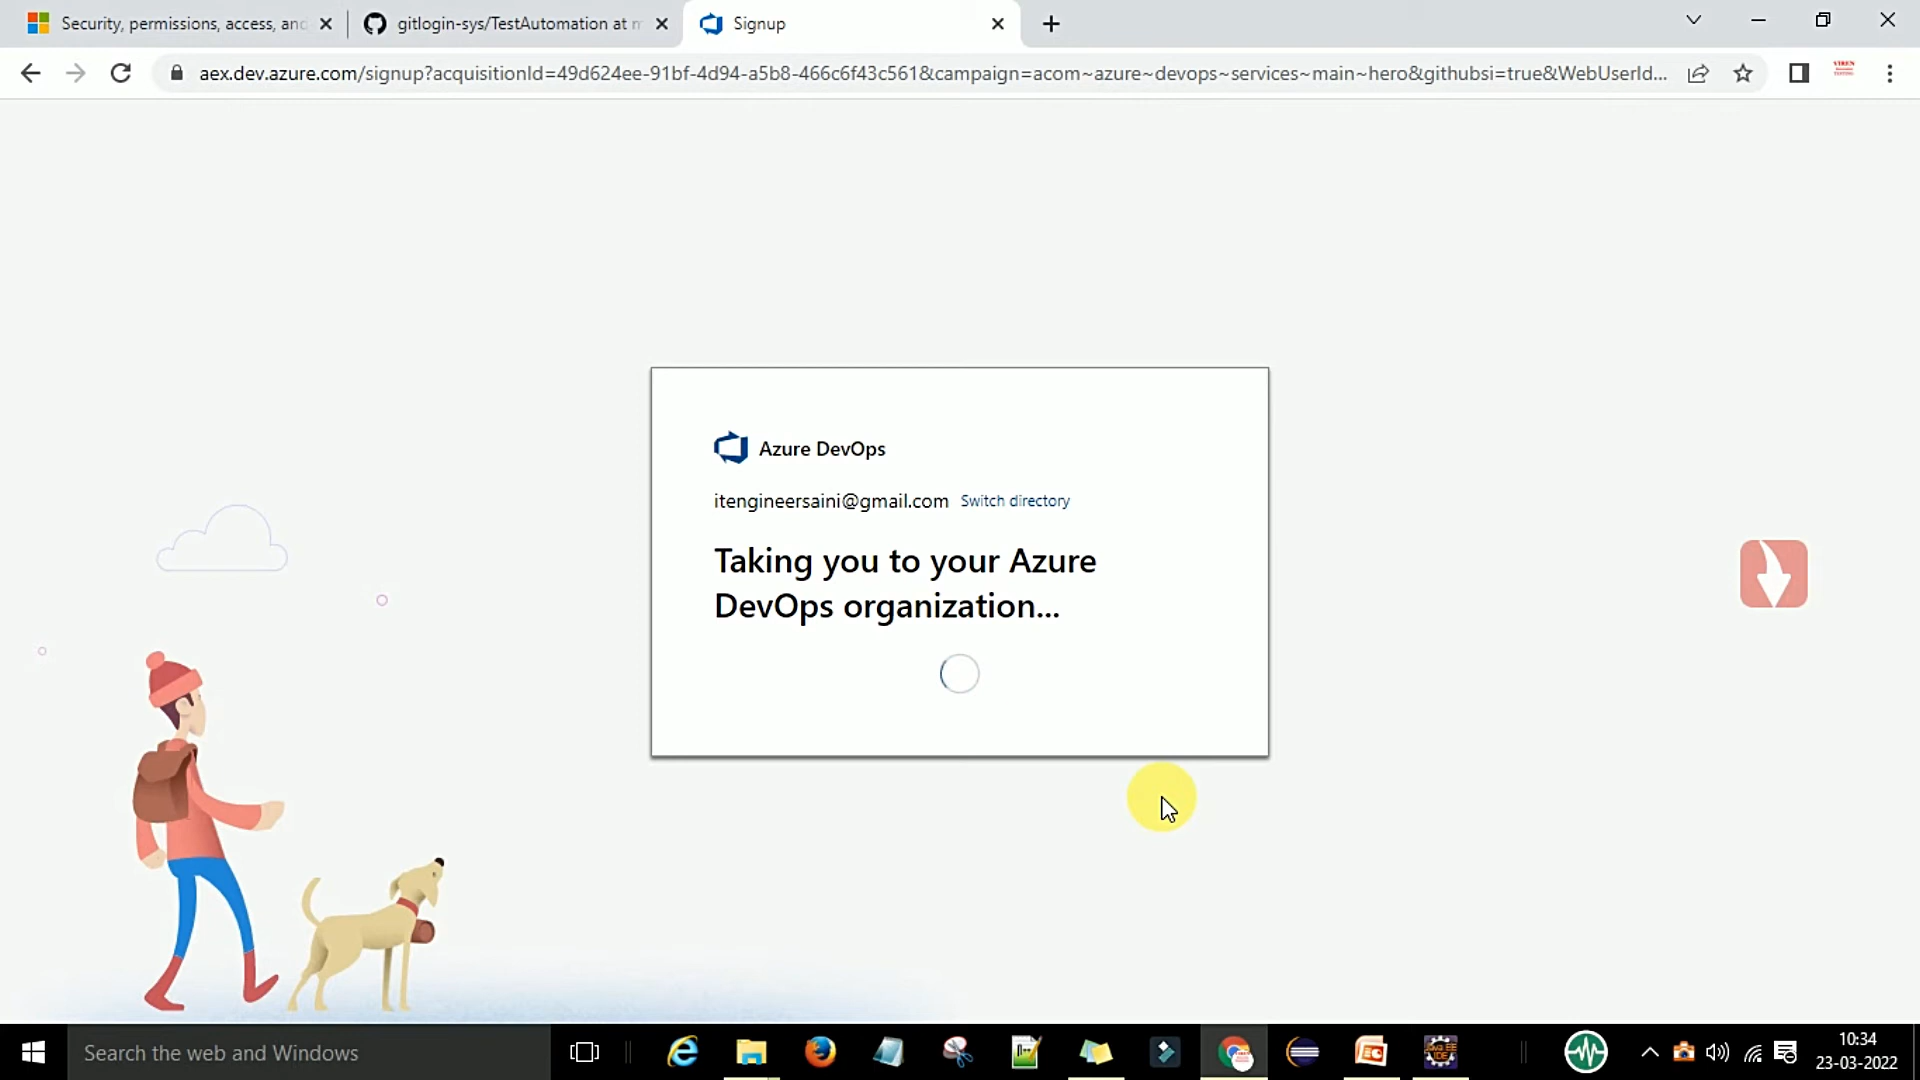 Security, permissions, access, and
gitlogin-sys/TestAutomation at m
Signup
aex.dev.azure.com/signup?acquisitionId=49d624ee-91bf-4d94-a5b8-466c6f43c561&campaign=acom~azure~devops~services~main~hero&githubsi=true&WebUserId...
Azure DevOps
itengineersaini@gmail.com Switch directory
Taking you to your Azure
DevOps organization...
Search the web and Windows
10:34
23-03-2022